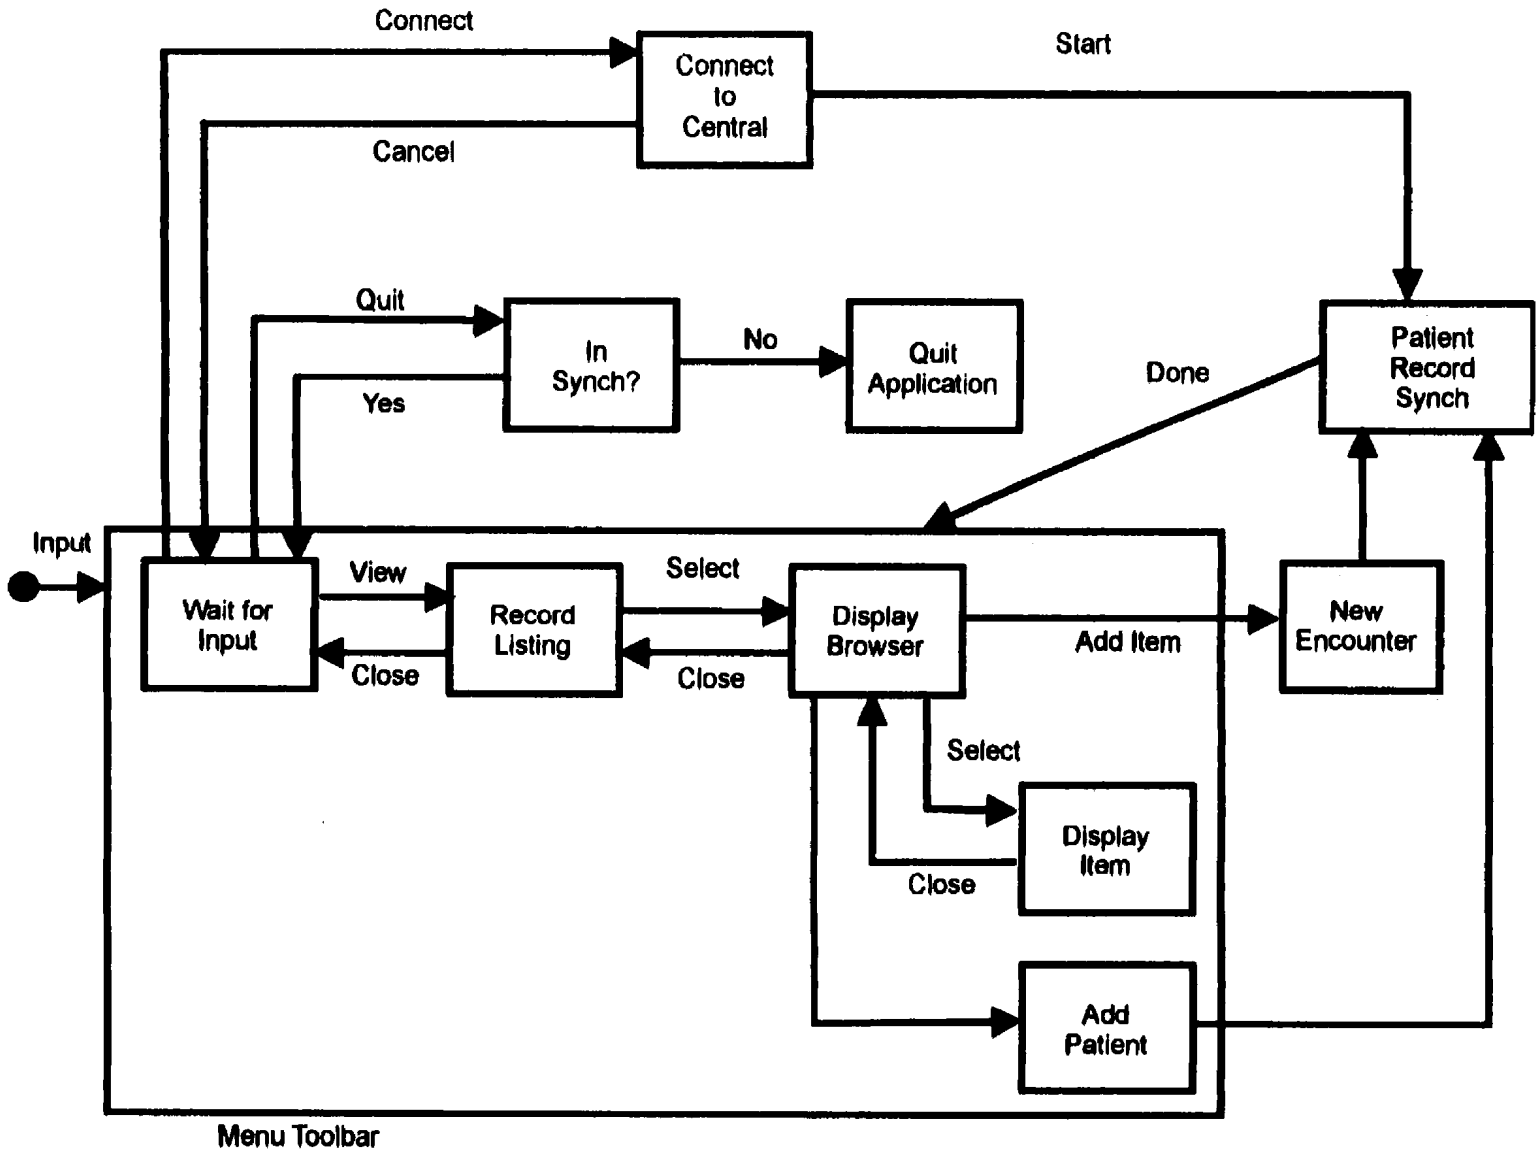 Connect
Start
Connect
to
Central
Cancel
Quit
In
Synch?
No
Quit
Application
Patient
Record
Synch
Done
Yes
Input
View
Select
Wait for
Input
Record
Listing
Display
Browser
New
Encounter
Add Item
Close
Close
Select
Display
Item
Close
Add
Patient
Menu Toolbar